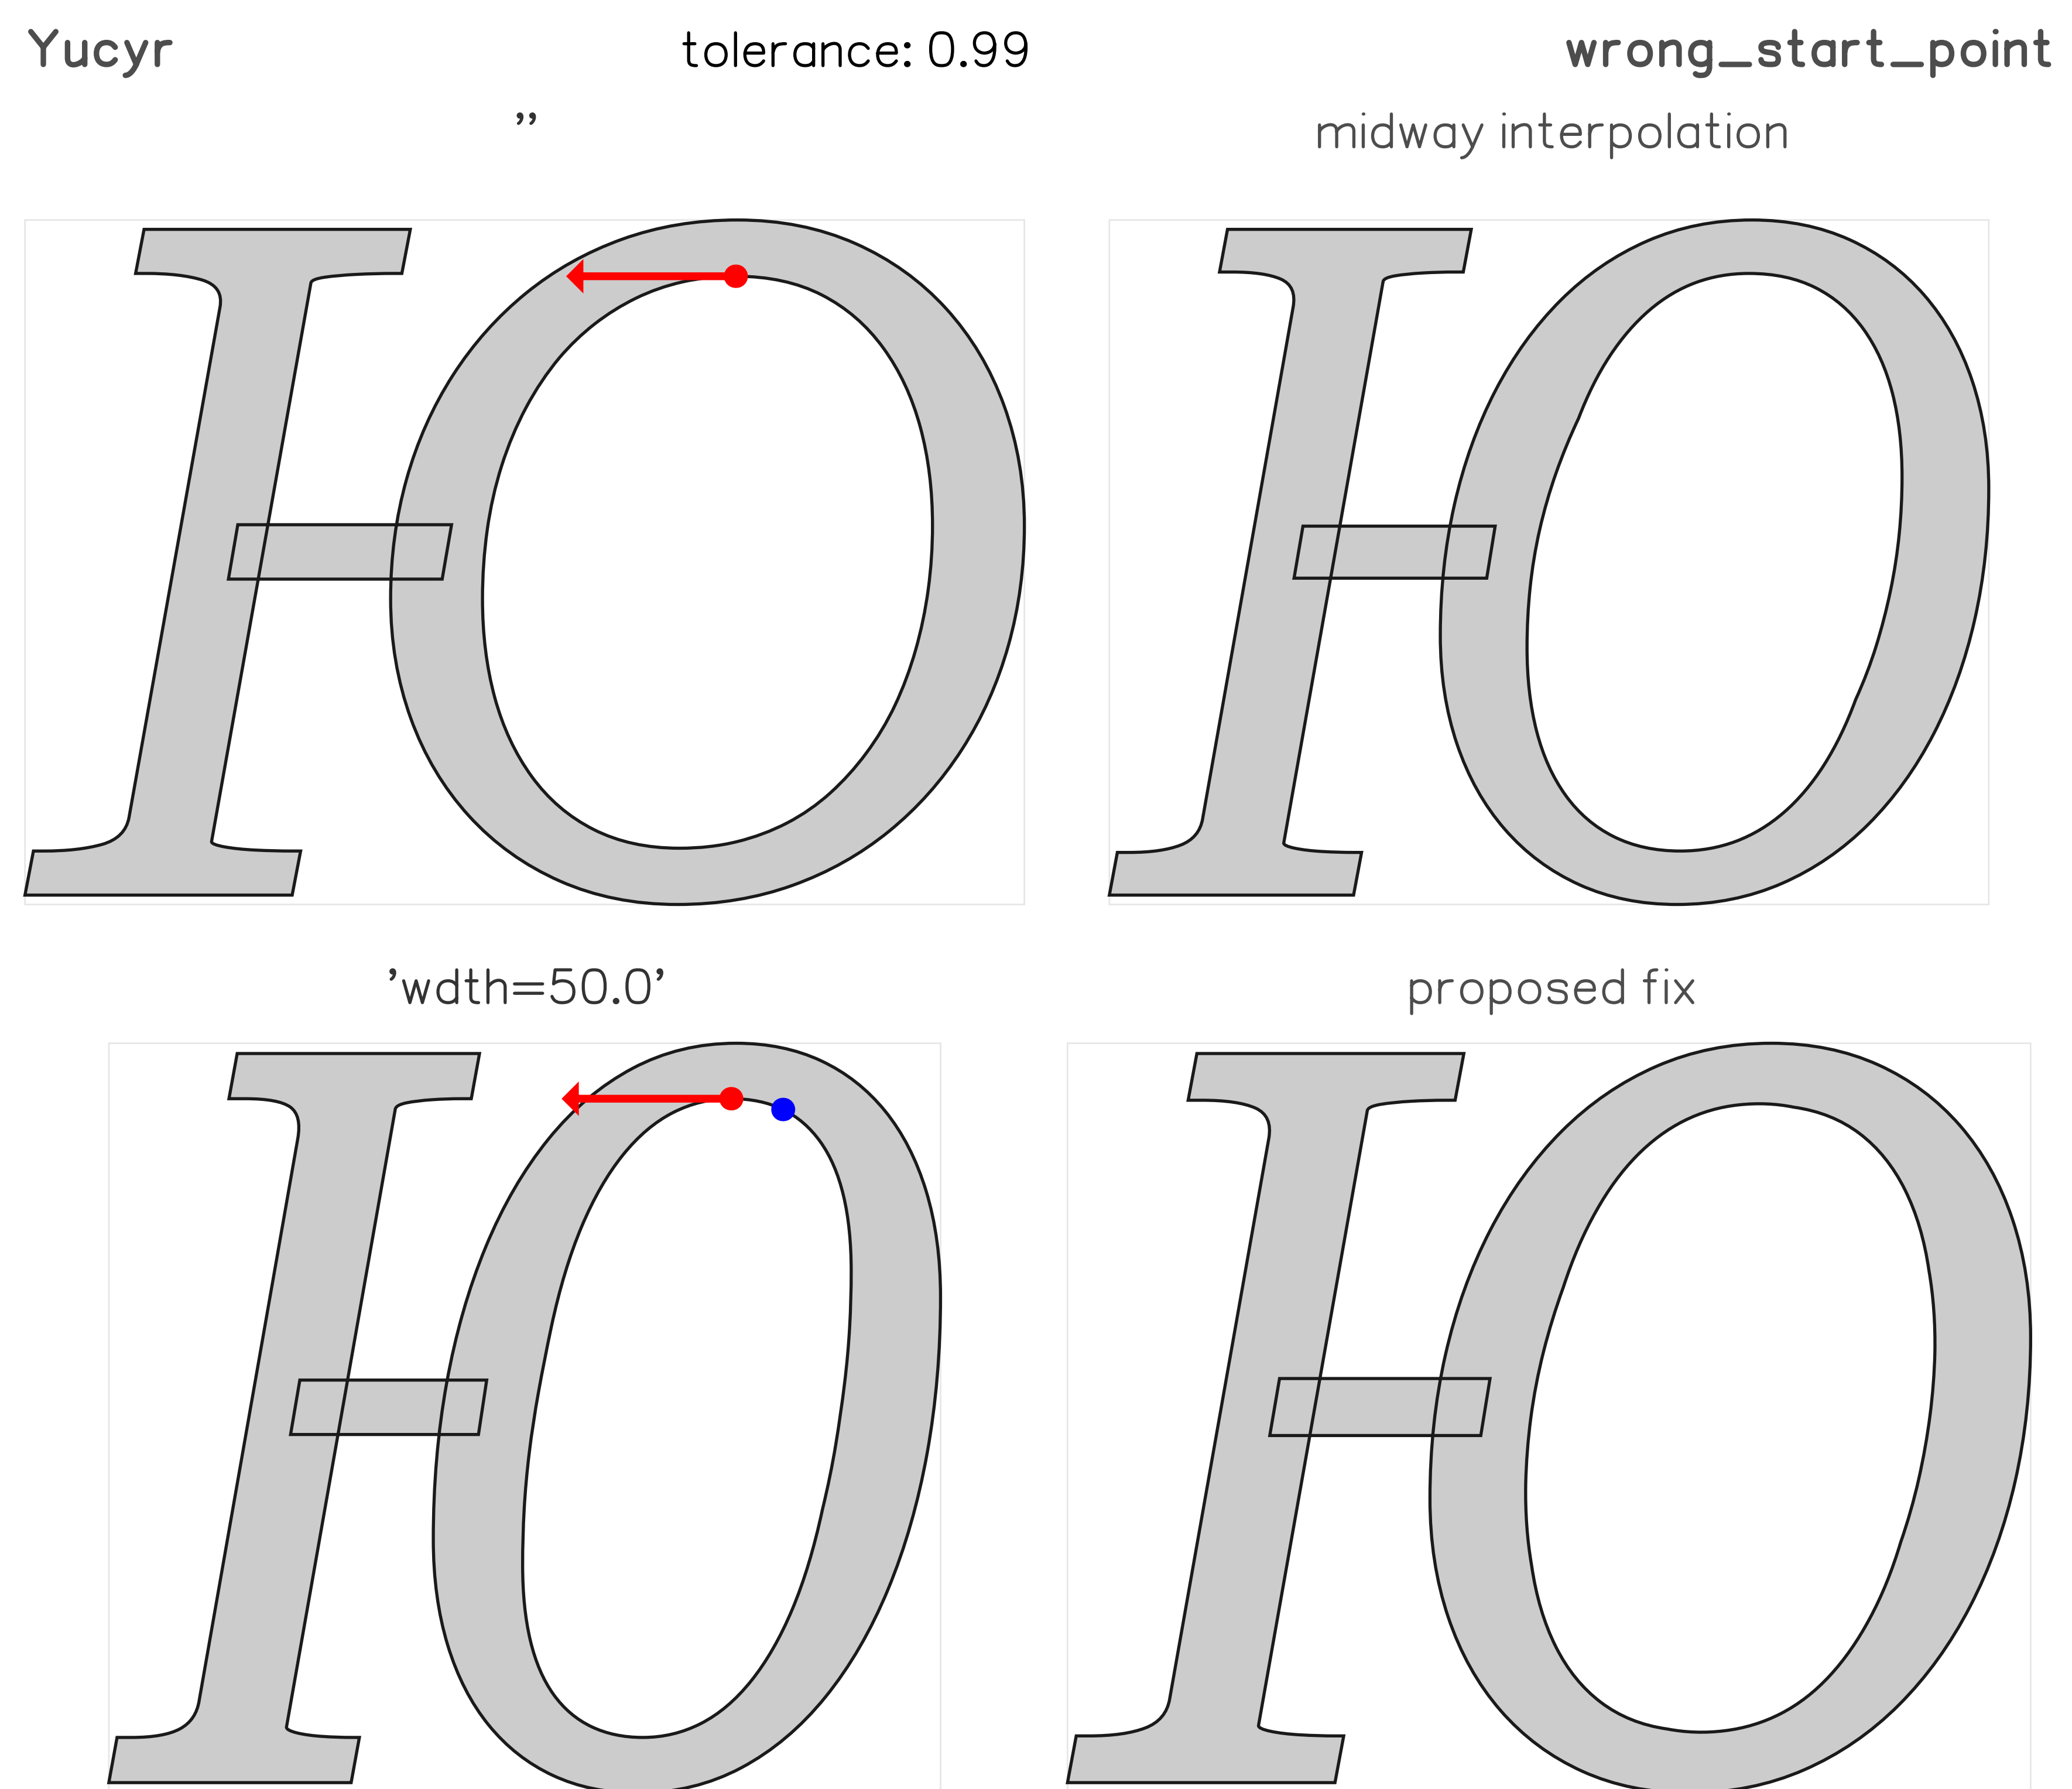 Yucyr tolerance: 0.99 wrong_start_point
” midway interpolation
Ю Ю
’wdth=50.0’ proposed fix
Ю Ю